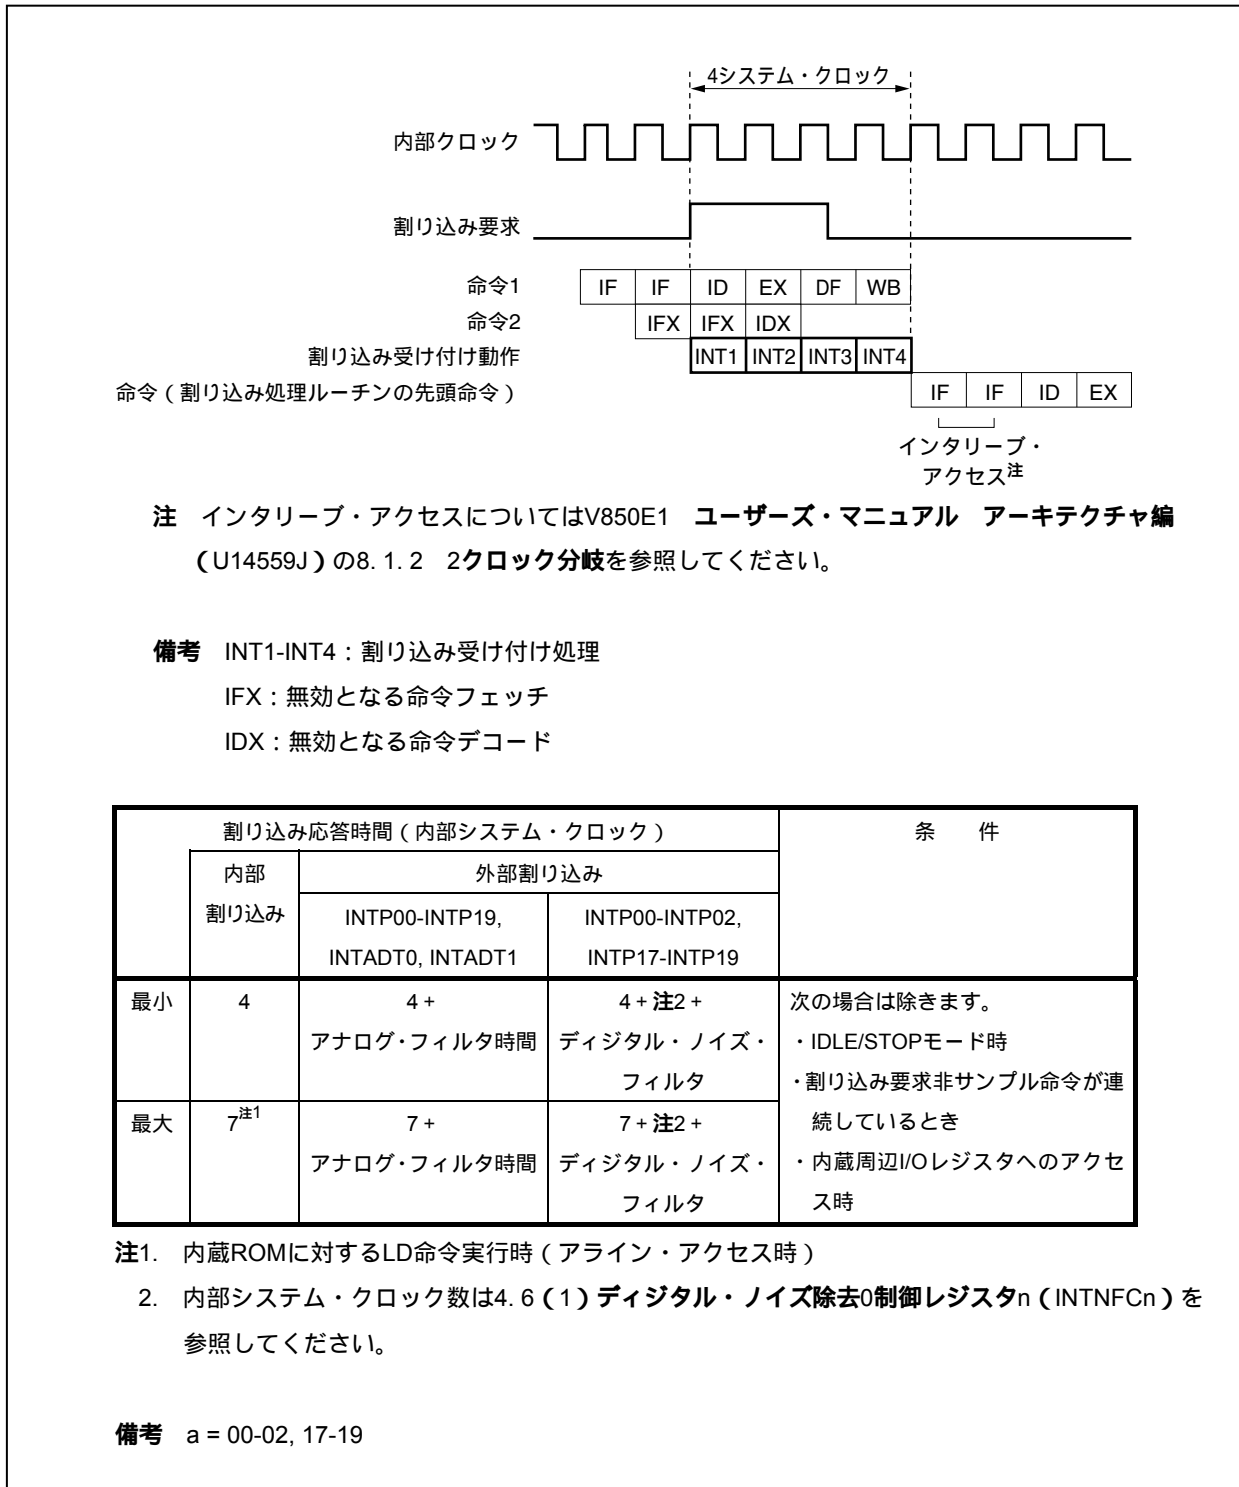 4システム・クロック
内部クロック
割り込み要求
命令1 IF IF ID EX DF WB
命令2 IFX IFX IDX
割り込み受け付け動作 INT1 INT2 INT3 INT4
命令（割り込み処理ルーチンの先頭命令） IF IF ID EX
インタリーブ・
アクセス注
注 インタリーブ・アクセスについてはV850E1 ユーザーズ・マニュアル アーキテクチャ編
（U14559J）の8. 1. 2 2クロック分岐を参照してください。
備考 INT1-INT4：割り込み受け付け処理
IFX：無効となる命令フェッチ
IDX：無効となる命令デコード
割り込み応答時間（内部システム・クロック） 条 件
内部 外部割り込み
割り込み INTP00-INTP19, INTP00-INTP02,
INTADT0, INTADT1 INTP17-INTP19
最小 4 4 + 4 + 注2 + 次の場合は除きます。
アナログ・フィルタ時間 ディジタル・ノイズ・ ・IDLE/STOPモード時
フィルタ ・割り込み要求非サンプル命令が連
最大 7注1 7 + 7 + 注2 + 続しているとき
アナログ・フィルタ時間 ディジタル・ノイズ・ ・内蔵周辺I/Oレジスタへのアクセ
フィルタ ス時
注1. 内蔵ROMに対するLD命令実行時（アライン・アクセス時）
2. 内部システム・クロック数は4. 6（1）ディジタル・ノイズ除去0制御レジスタn（INTNFCn）を
参照してください。
備考 a = 00-02, 17-19